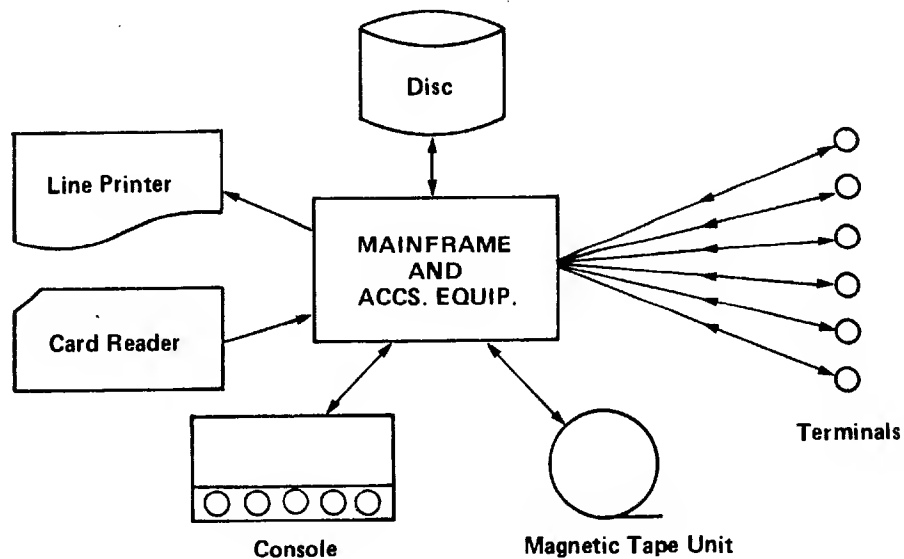 Disc
Line Printer
MAINFRAME
AND
ACCS. EQUIP.
Card Reader
Terminals
Console
Magnetic Tape Unit